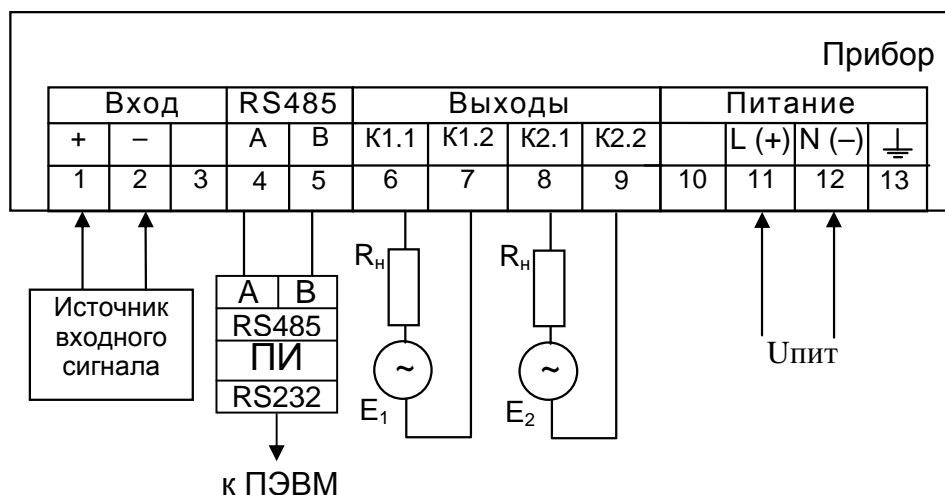 Прибор
Вход RS485 Выходы Питание
+ – A B К1.1 К1.2 К2.1 К2.2 L (+) N (–)
1 2 3 4 5 6 7 8 9 10 11 12 13
Rн Rн
A B
RS485
ПИ
RS232
Источник
входного
сигнала
~ ~
E1 E2
Uпит
к ПЭВМ